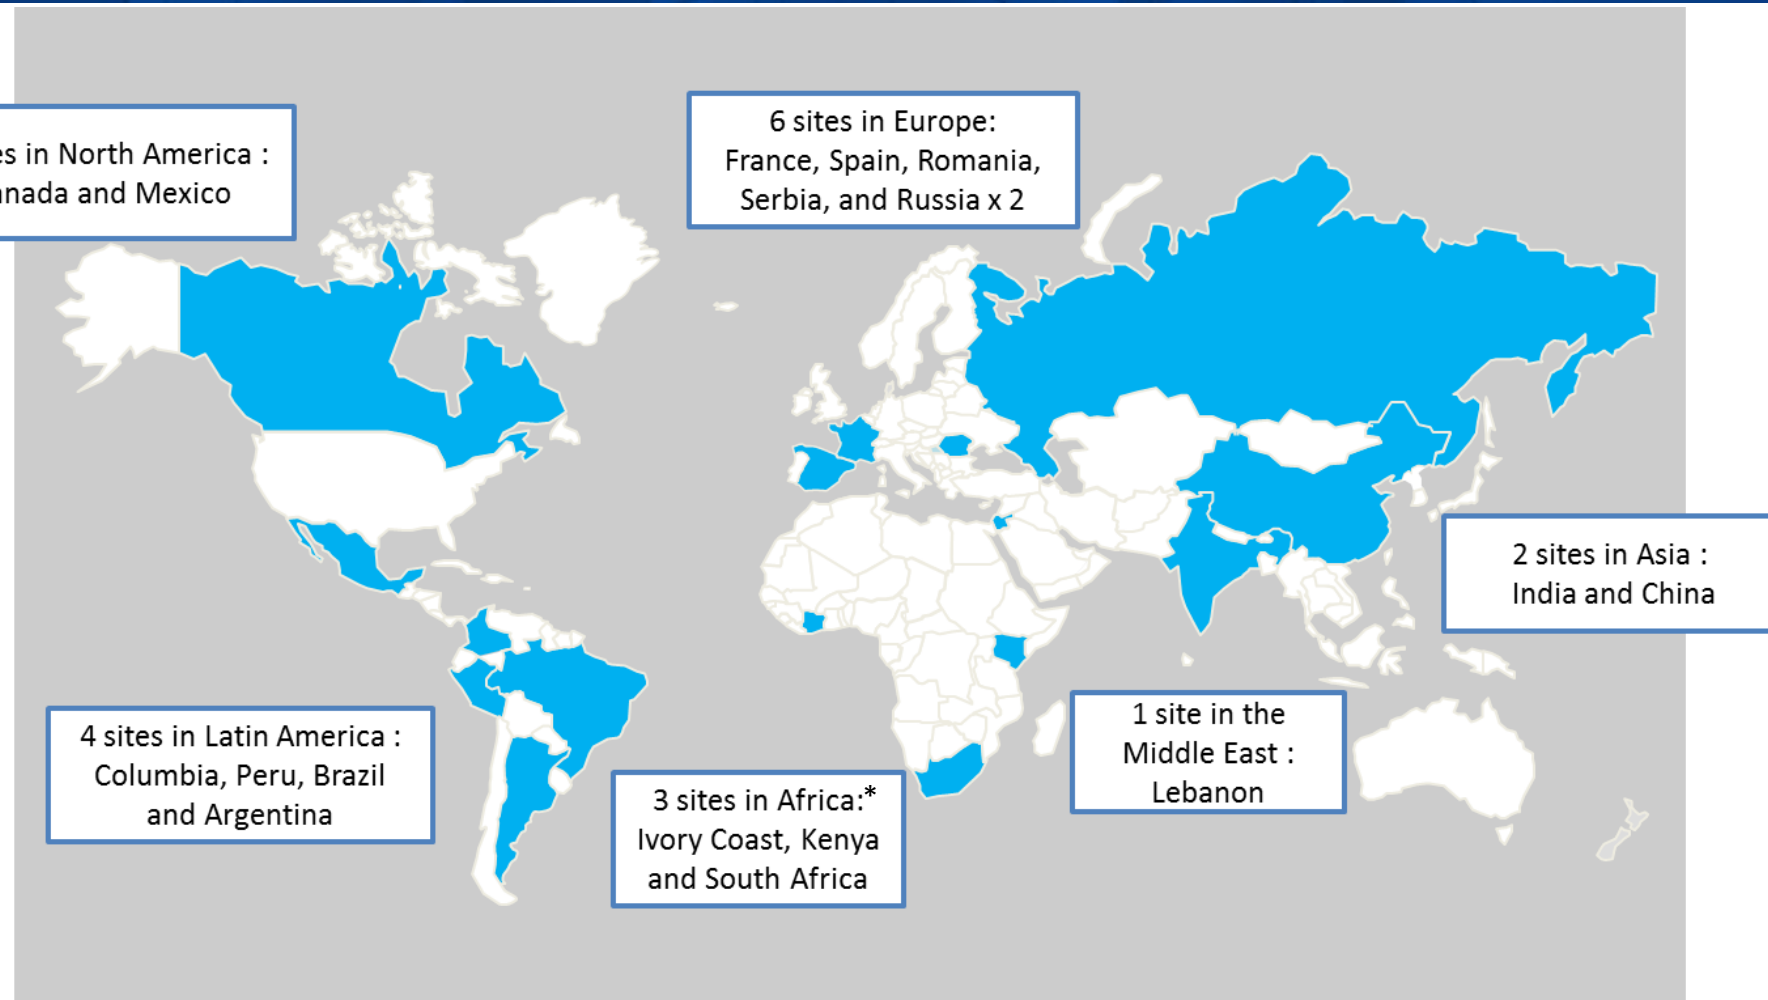 es in North America :
nada and Mexico
6 sites in Europe:
France, Spain, Romania,
Serbia, and Russia x 2
2 sites in Asia :
India and China
4 sites in Latin America :
Columbia, Peru, Brazil
and Argentina
3 sites in Africa:*
Ivory Coast, Kenya
and South Africa
1 site in the
Middle East :
Lebanon